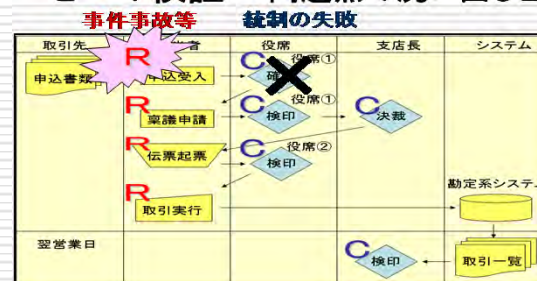 事件事故等 統制の失敗
取引先 者 役席 支店長 システム
R C 役席①
申込書類 申込受入 確
R C 役席① C
稟議申請 検印 決裁
R C 役席②
伝票起票 検印
R 勘定系システム
取引実行
翌営業日 C
検印 取引一覧